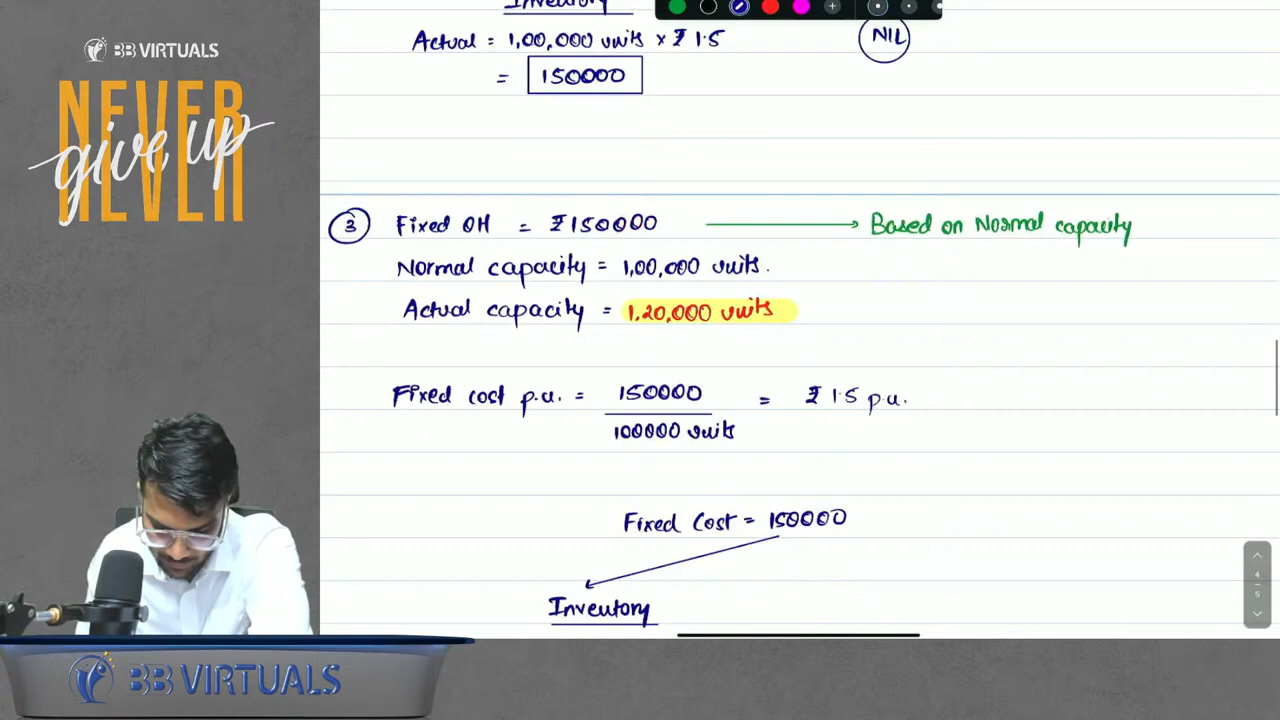 Inventory
Actual = 1,00,000 units × ₹ 1.5
NIL
= 150000
BB VIRTUALS
NEVER
give up
NEVER
3 Fixed OH = ₹150000 Based on Normal capacity
Normal capacity = 1,00,000 units.
Actual capacity = 1,20,000 units
Fixed cost p.u. = 150000 / 100000 units = ₹ 1.5 p.u.
Fixed Cost = 150000
Inventory
4
5
BB VIRTUALS